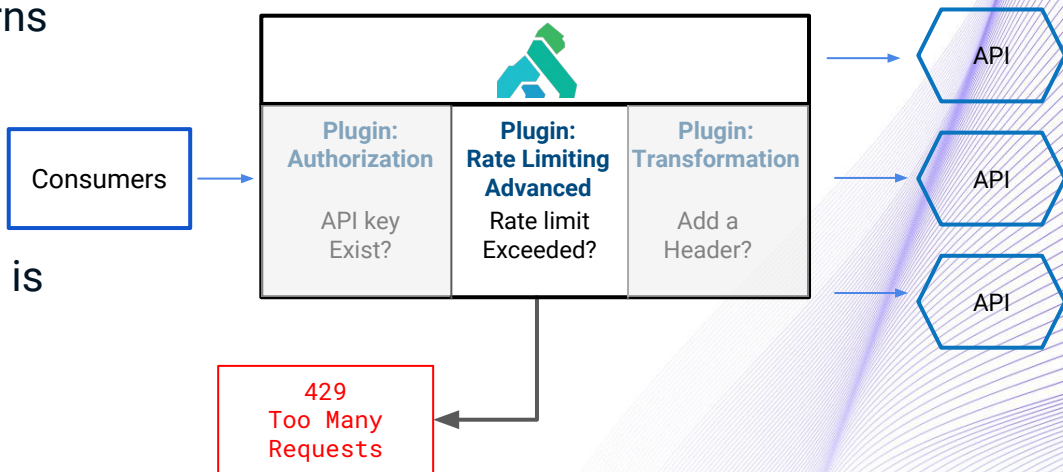 rns
Consumers
is
Plugin:
Authorization
API key
Exist?
Plugin:
Rate Limiting
Advanced
Rate limit
Exceeded?
Plugin:
Transformation
Add a
Header?
API
API
API
429
Too Many
Requests